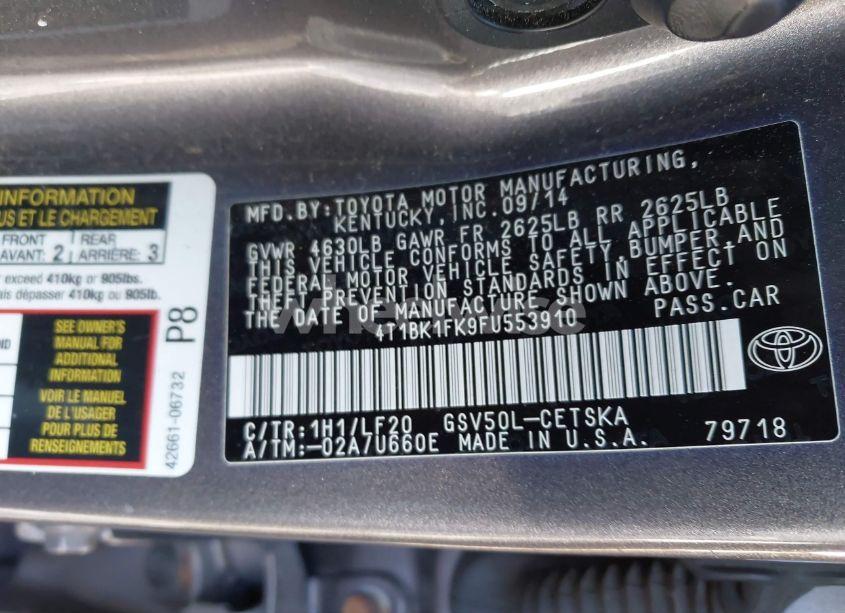 INFORMATION
US ET LE CHARGEMENT
FRONT
AVANT: 2
REAR
ARRIÈRE: 3
r exceed 410kg or 905lbs.
ais dépasser 410kg ou 905lb.
SEE OWNER'S
MANUAL FOR
ADDITIONAL
INFORMATION
VOIR LE MANUEL
DE L'USAGER
POUR PLUS DE
RENSEIGNEMENTS
P8
42661-06732
MFD.BY:TOYOTA MOTOR MANUFACTURING,
KENTUCKY,INC.09/14
GVWR 4630LB GAWR FR 2625LB RR 2625LB
THIS VEHICLE CONFORMS TO ALL APPLICABLE
FEDERAL MOTOR VEHICLE SAFETY,BUMPER AND
THEFT PREVENTION STANDARDS IN EFFECT ON
THE DATE OF MANUFACTURE SHOWN ABOVE.
4T1BK1FK9FU553910 PASS.CAR
C/TR:1H1/LF20 GSV50L-CETSKA
A/TM:-02A/U660E MADE IN U.S.A. 79718